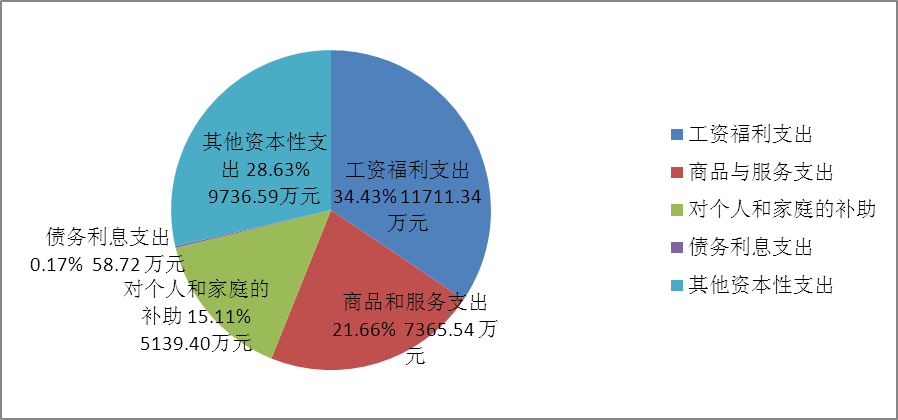 其他资本性支
出 28.63%
9736.59万元
工资福利支出
34.43% 11711.34
万元
债务利息支出
0.17% 58.72 万元
对个人和家庭的
补助 15.11%
5139.40万元
商品和服务支出
21.66% 7365.54 万
元
工资福利支出
商品与服务支出
对个人和家庭的补助
债务利息支出
其他资本性支出